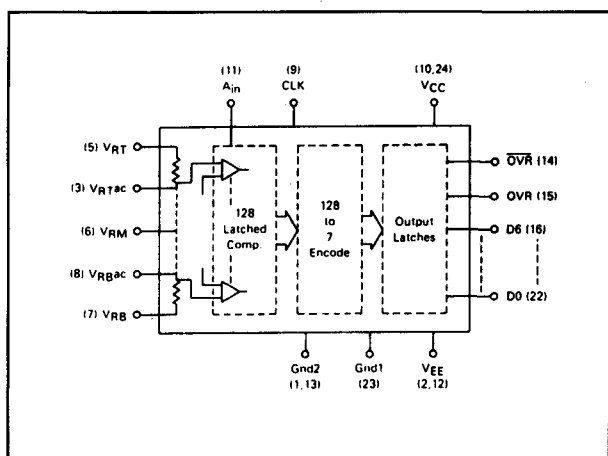 (11)
Ain
(9)
CLK
(10,24)
VCC
(5) VRT
(3) VRTac
(6) VRM
(8) VRBac
(7) VRB
128
Latched
Comp.
128
to
7
Encode
Output
Latches
OVR (14)
OVR (15)
D6 (16)
D0 (22)
Gnd2
(1,13)
Gnd1
(23)
VEE
(2,12)